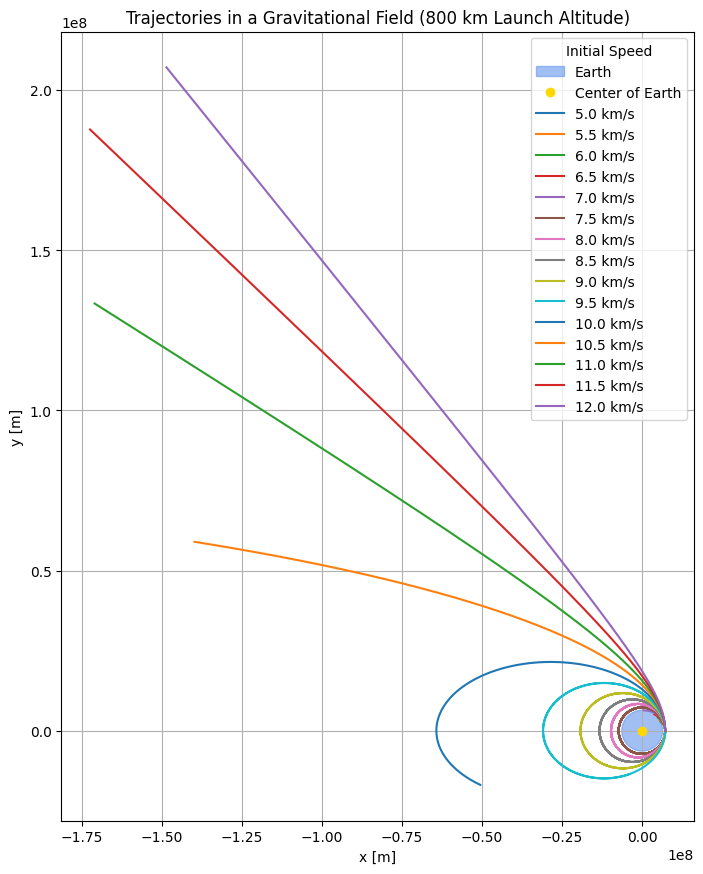 Trajectories in a Gravitational Field (800 km Launch Altitude)
1e8
Initial Speed
Earth
Center of Earth
5.0 km/s
5.5 km/s
6.0 km/s
6.5 km/s
7.0 km/s
7.5 km/s
8.0 km/s
8.5 km/s
9.0 km/s
9.5 km/s
10.0 km/s
10.5 km/s
11.0 km/s
11.5 km/s
12.0 km/s
2.0
1.5
1.0
0.5
0.0
y [m]
−1.75 −1.50 −1.25 −1.00 −0.75 −0.50 −0.25 0.00
x [m]
1e8